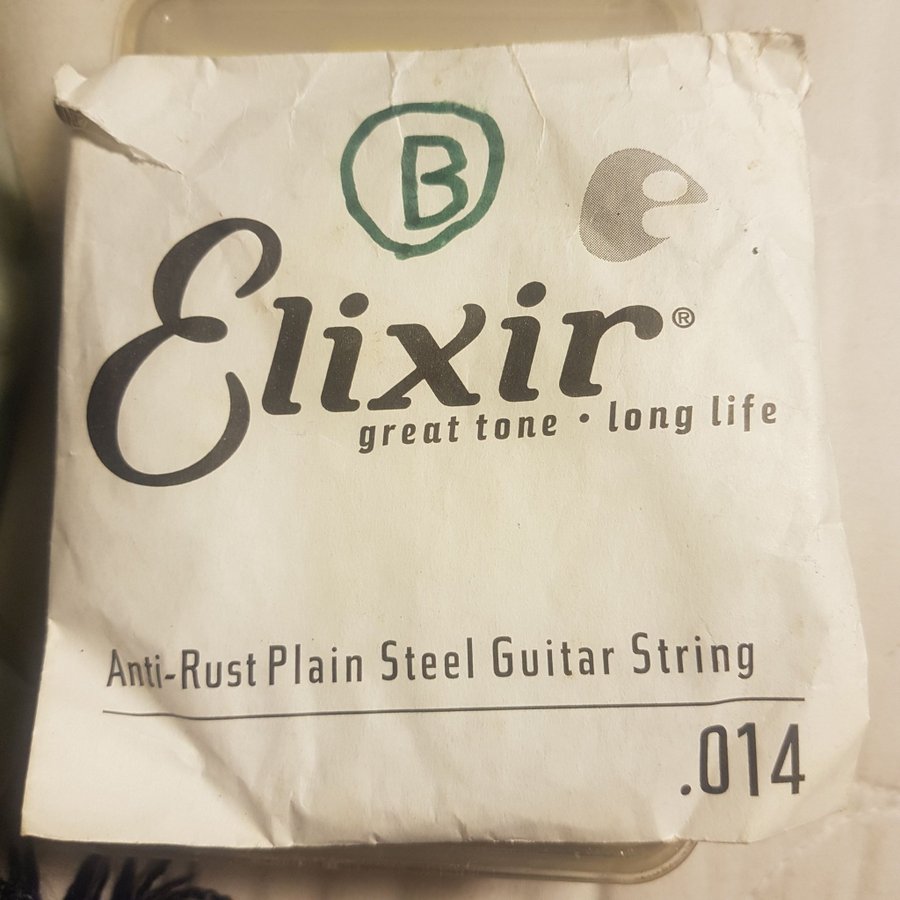 B
e
Elixir®
great tone • long life
Anti-Rust Plain Steel Guitar String
.014